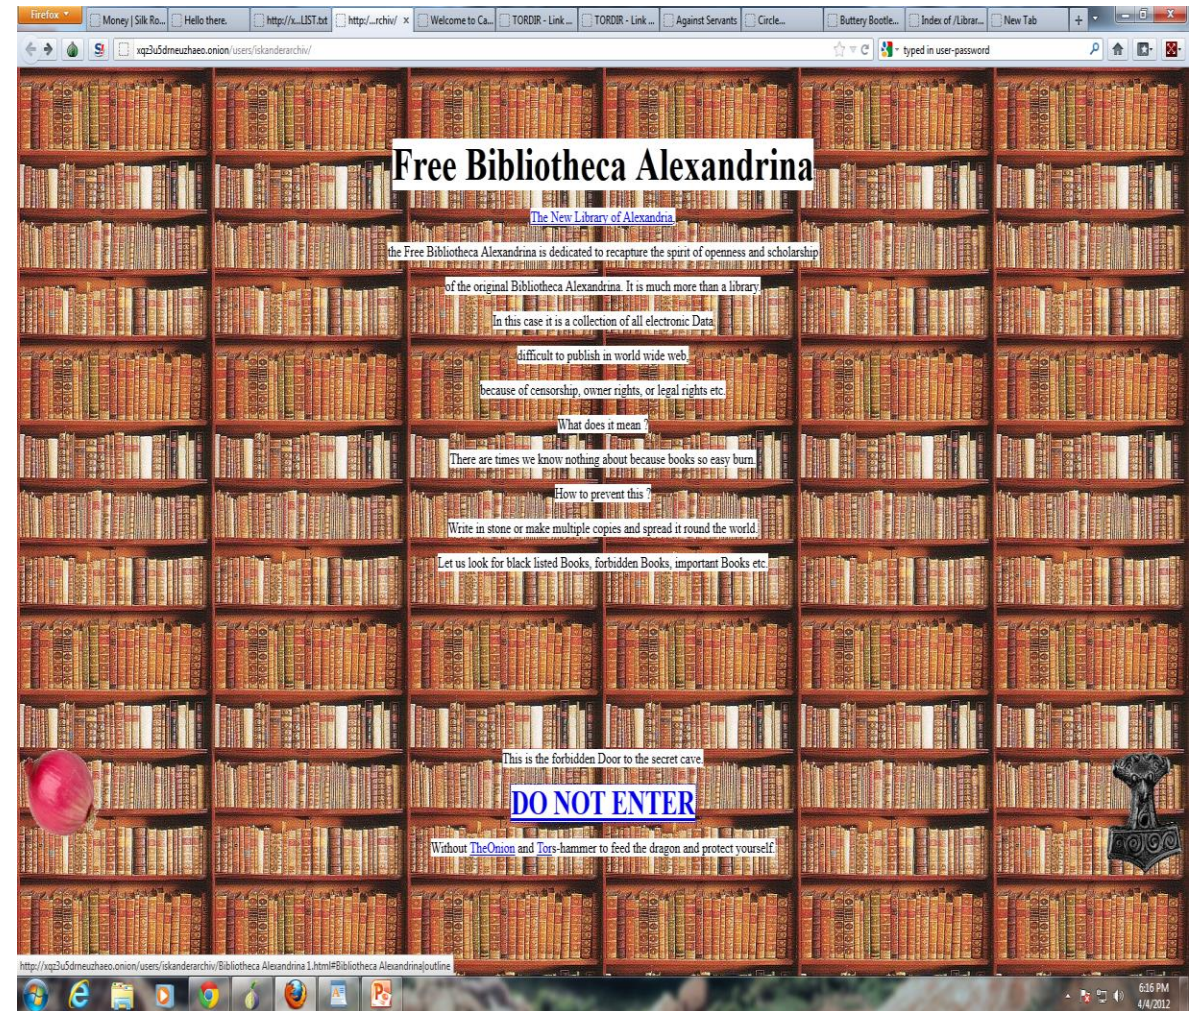 Firefox
Money | Silk Ro...
Hello there.
http://x...LIST.txt
http:/...rchiv/ x
Welcome to Ca...
TORDIR - Link ...
TORDIR - Link ...
Against Servants
Circle...
Buttery Bootle...
Index of /Librar...
New Tab
xqz3u5drneuzhaeo.onion/users/iskanderarchiv/
typed in user-password
Free Bibliotheca Alexandrina
The New Library of Alexandria,
the Free Bibliotheca Alexandrina is dedicated to recapture the spirit of openness and scholarship
of the original Bibliotheca Alexandrina. It is much more than a library.
In this case it is a collection of all electronic Data
difficult to publish in world wide web,
because of censorship, owner rights, or legal rights etc.
What does it mean ?
There are times we know nothing about because books so easy burn.
How to prevent this ?
Write in stone or make multiple copies and spread it round the world.
Let us look for black listed Books, forbidden Books, important Books etc.
This is the forbidden Door to the secret cave.
DO NOT ENTER
Without TheOnion and Tors-hammer to feed the dragon and protect yourself.
http://xqz3u5drneuzhaeo.onion/users/iskanderarchiv/Bibliotheca Alexandrina 1.html#Bibliotheca Alexandrina|outline
6:16 PM
4/4/2012